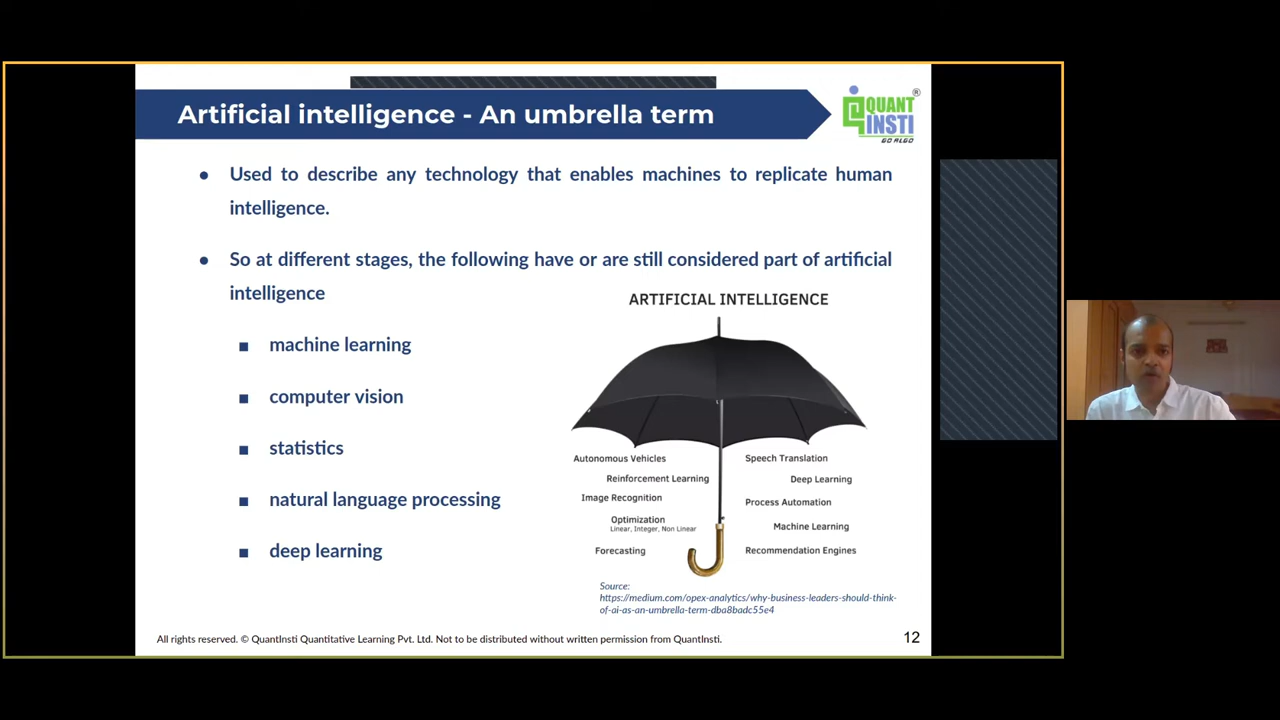 Artificial intelligence - An umbrella term
QUANT
INSTI
®
GO ALGO
● Used to describe any technology that enables machines to replicate human
intelligence.
● So at different stages, the following have or are still considered part of artificial
intelligence
■ machine learning
■ computer vision
■ statistics
■ natural language processing
■ deep learning
ARTIFICIAL INTELLIGENCE
Autonomous Vehicles
Reinforcement Learning
Image Recognition
Optimization
Linear, Integer, Non Linear
Forecasting
Speech Translation
Deep Learning
Process Automation
Machine Learning
Recommendation Engines
Source:
https://medium.com/opex-analytics/why-business-leaders-should-think-
of-ai-as-an-umbrella-term-dba8badc55e4
All rights reserved. © QuantInsti Quantitative Learning Pvt. Ltd. Not to be distributed without written permission from QuantInsti.
12